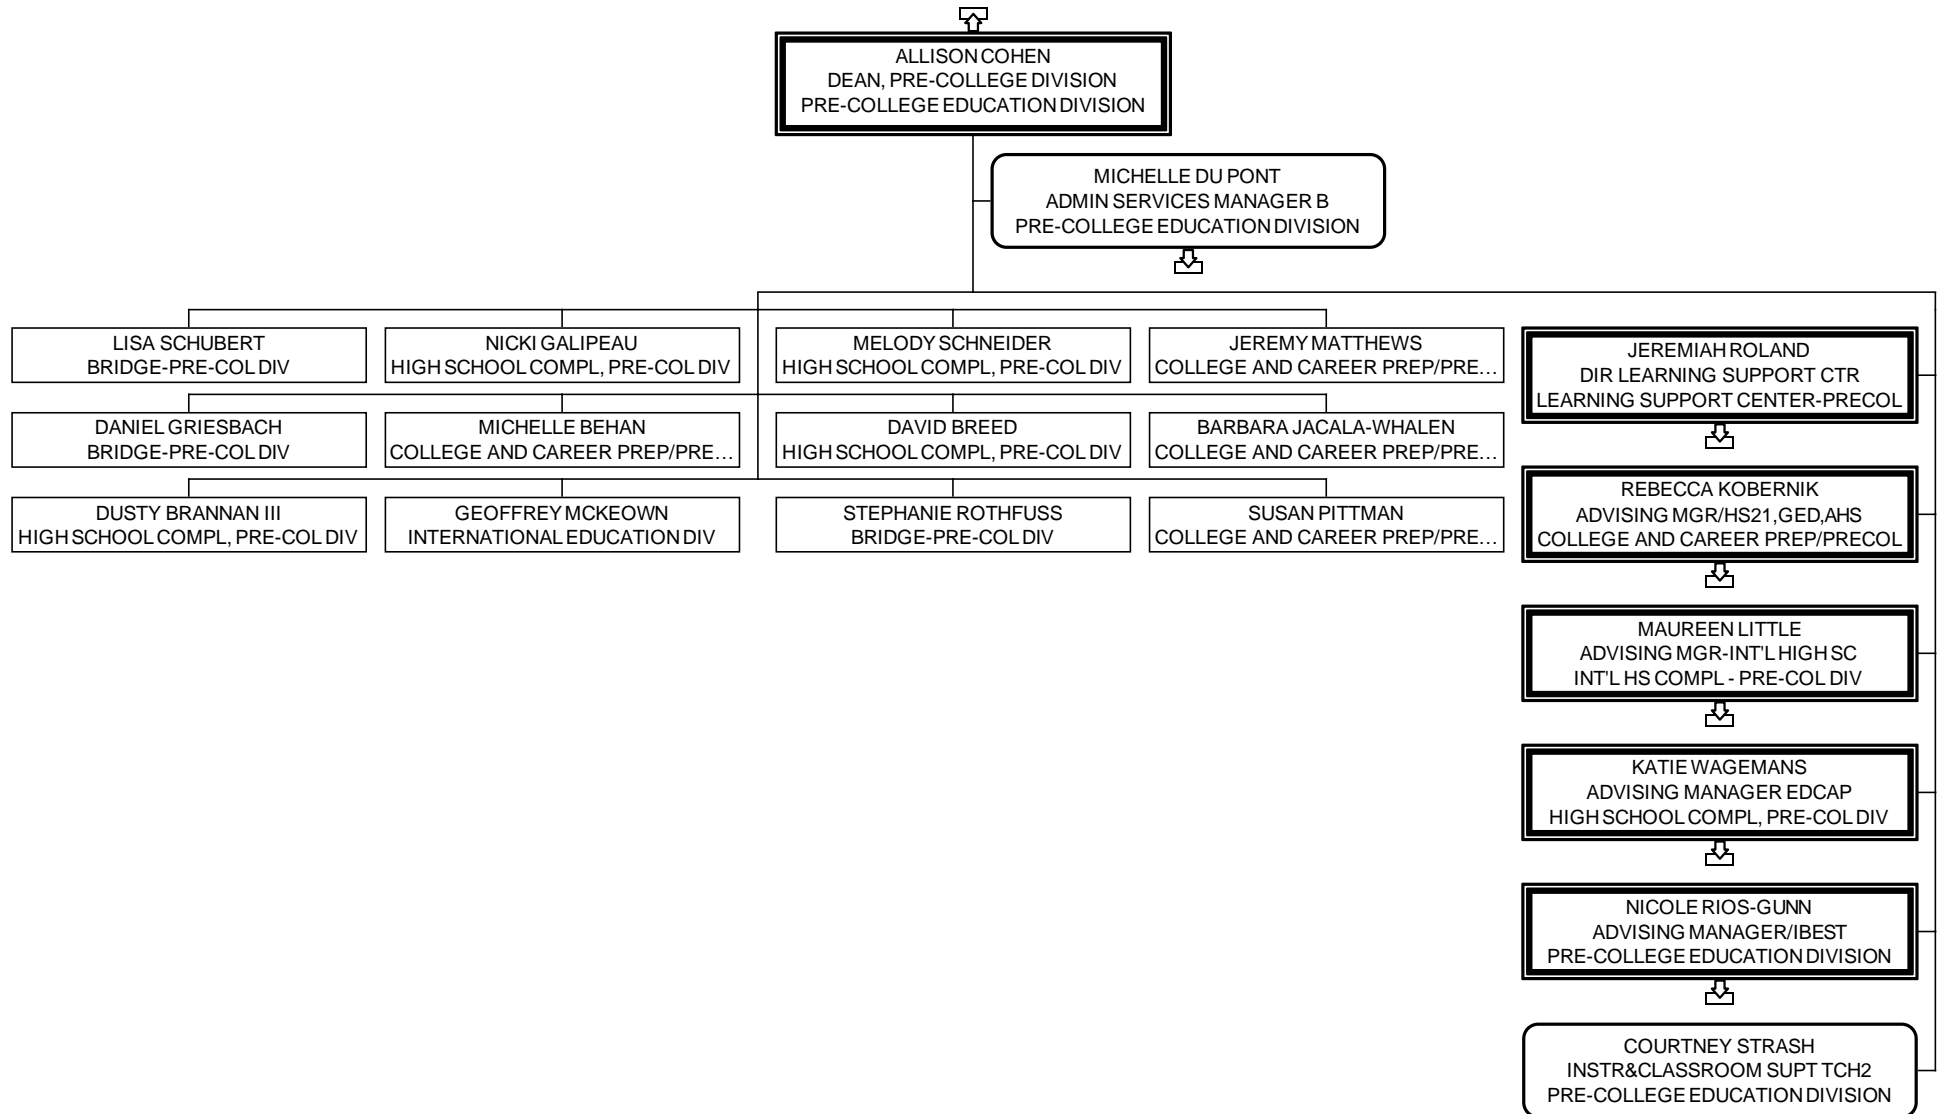 ALLISON COHEN
DEAN, PRE-COLLEGE DIVISION
PRE-COLLEGE EDUCATION DIVISION
MICHELLE DU PONT
ADMIN SERVICES MANAGER B
PRE-COLLEGE EDUCATION DIVISION
LISA SCHUBERT
BRIDGE-PRE-COL DIV
NICKI GALIPEAU
HIGH SCHOOL COMPL, PRE-COL DIV
MELODY SCHNEIDER
HIGH SCHOOL COMPL, PRE-COL DIV
JEREMY MATTHEWS
COLLEGE AND CAREER PREP/PRE...
DANIEL GRIESBACH
BRIDGE-PRE-COL DIV
MICHELLE BEHAN
COLLEGE AND CAREER PREP/PRE...
DAVID BREED
HIGH SCHOOL COMPL, PRE-COL DIV
BARBARA JACALA-WHALEN
COLLEGE AND CAREER PREP/PRE...
DUSTY BRANNAN III
HIGH SCHOOL COMPL, PRE-COL DIV
GEOFFREY MCKEOWN
INTERNATIONAL EDUCATION DIV
STEPHANIE ROTHFUSS
BRIDGE-PRE-COL DIV
SUSAN PITTMAN
COLLEGE AND CAREER PREP/PRE...
JEREMIAH ROLAND
DIR LEARNING SUPPORT CTR
LEARNING SUPPORT CENTER-PRECOL
REBECCA KOBERNIK
ADVISING MGR/HS21,GED,AHS
COLLEGE AND CAREER PREP/PRECOL
MAUREEN LITTLE
ADVISING MGR-INT'L HIGH SC
INT'L HS COMPL - PRE-COL DIV
KATIE WAGEMANS
ADVISING MANAGER EDCAP
HIGH SCHOOL COMPL, PRE-COL DIV
NICOLE RIOS-GUNN
ADVISING MANAGER/IBEST
PRE-COLLEGE EDUCATION DIVISION
COURTNEY STRASH
INSTR&CLASSROOM SUPT TCH2
PRE-COLLEGE EDUCATION DIVISION